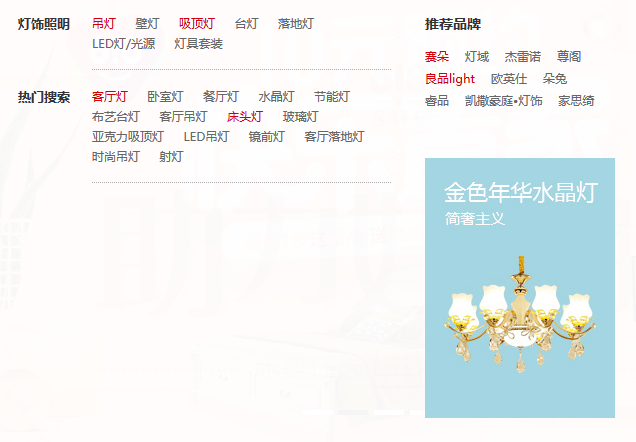 灯饰照明 吊灯 壁灯 吸顶灯 台灯 落地灯
LED灯/光源 灯具套装
热门搜索 客厅灯 卧室灯 餐厅灯 水晶灯 节能灯
布艺台灯 客厅吊灯 床头灯 玻璃灯
亚克力吸顶灯 LED吊灯 镜前灯 客厅落地灯
时尚吊灯 射灯
推荐品牌
塞朵 灯域 杰雷诺 尊阁
良品light 欧英仕 朵兔
睿品 凯撒豪庭•灯饰 家思绮
金色年华水晶灯
简奢主义